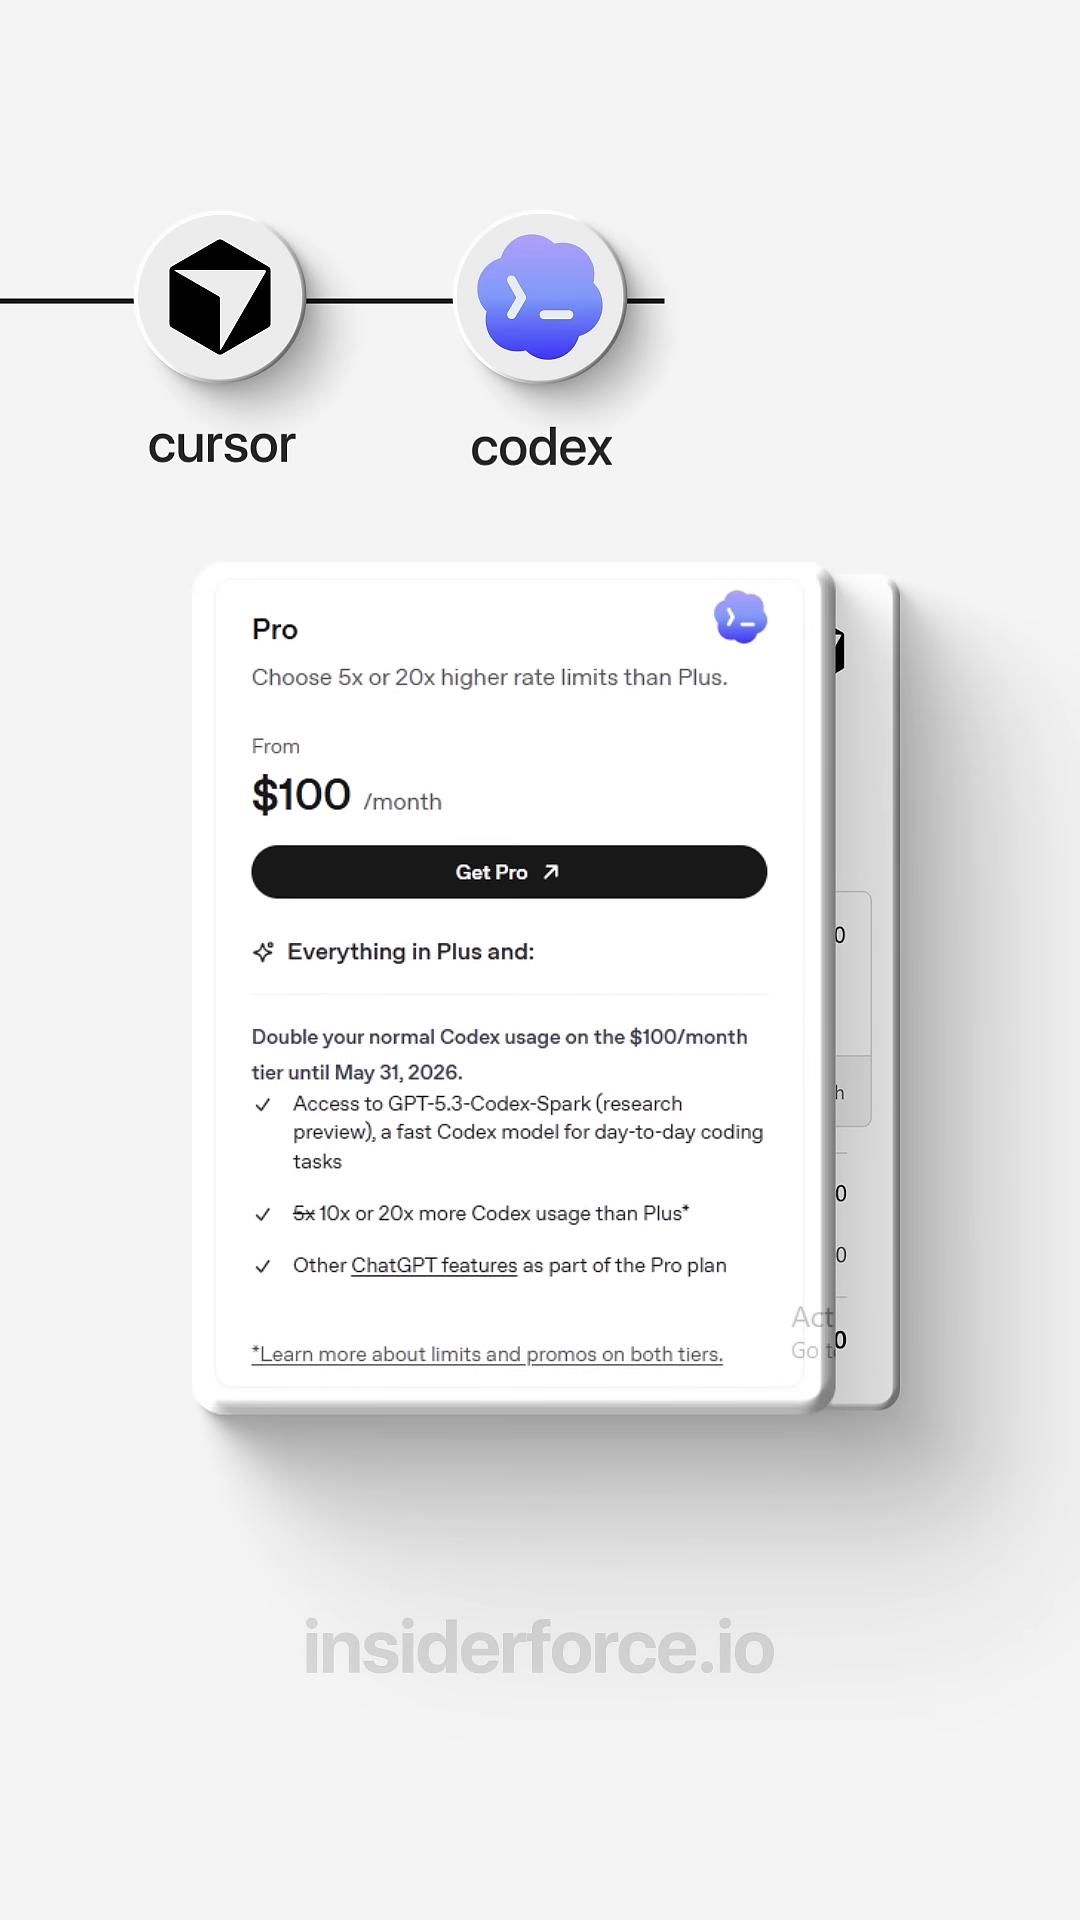 cursor
codex
Pro
Choose 5x or 20x higher rate limits than Plus.
From
$100 /month
Get Pro
Everything in Plus and:
Double your normal Codex usage on the $100/month
tier until May 31, 2026.
Access to GPT-5.3-Codex-Spark (research
preview), a fast Codex model for day-to-day coding
tasks
5x 10x or 20x more Codex usage than Plus*
Other ChatGPT features as part of the Pro plan
*Learn more about limits and promos on both tiers.
insiderforce.io